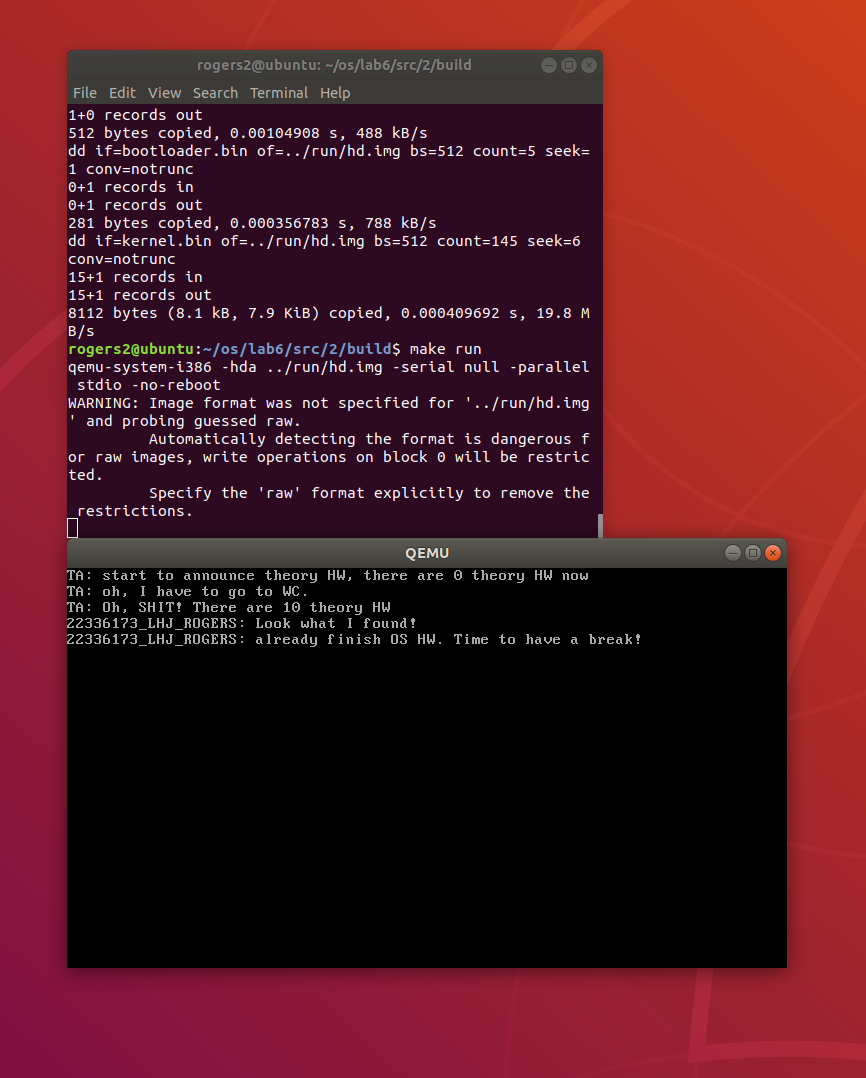 rogers2@ubuntu: ~/os/lab6/src/2/build
File Edit View Search Terminal Help
1+0 records out
512 bytes copied, 0.00104908 s, 488 kB/s
dd if=bootloader.bin of=../run/hd.img bs=512 count=5 seek=
1 conv=notrunc
0+1 records in
0+1 records out
281 bytes copied, 0.000356783 s, 788 kB/s
dd if=kernel.bin of=../run/hd.img bs=512 count=145 seek=6
conv=notrunc
15+1 records in
15+1 records out
8112 bytes (8.1 kB, 7.9 KiB) copied, 0.000409692 s, 19.8 M
B/s
rogers2@ubuntu:~/os/lab6/src/2/build$ make run
qemu-system-i386 -hda ../run/hd.img -serial null -parallel
 stdio -no-reboot
WARNING: Image format was not specified for '../run/hd.img
' and probing guessed raw.
         Automatically detecting the format is dangerous f
or raw images, write operations on block 0 will be restric
ted.
         Specify the 'raw' format explicitly to remove the
 restrictions.
QEMU
TA: start to announce theory HW, there are 0 theory HW now
TA: oh, I have to go to WC.
TA: Oh, SHIT! There are 10 theory HW
22336173_LHJ_ROGERS: Look what I found!
22336173_LHJ_ROGERS: already finish OS HW. Time to have a break!